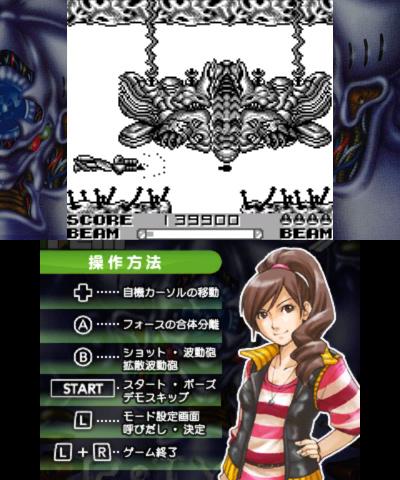 SCORE 139900
BEAM BEAM
操作方法
……自機カーソルの移動
A……フォースの合体分離
B……ショット・波動砲
拡散波動砲
START‥スタート・ポーズ
デモスキップ
L……モード設定画面
呼びだし・決定
L+R‥ゲーム終了